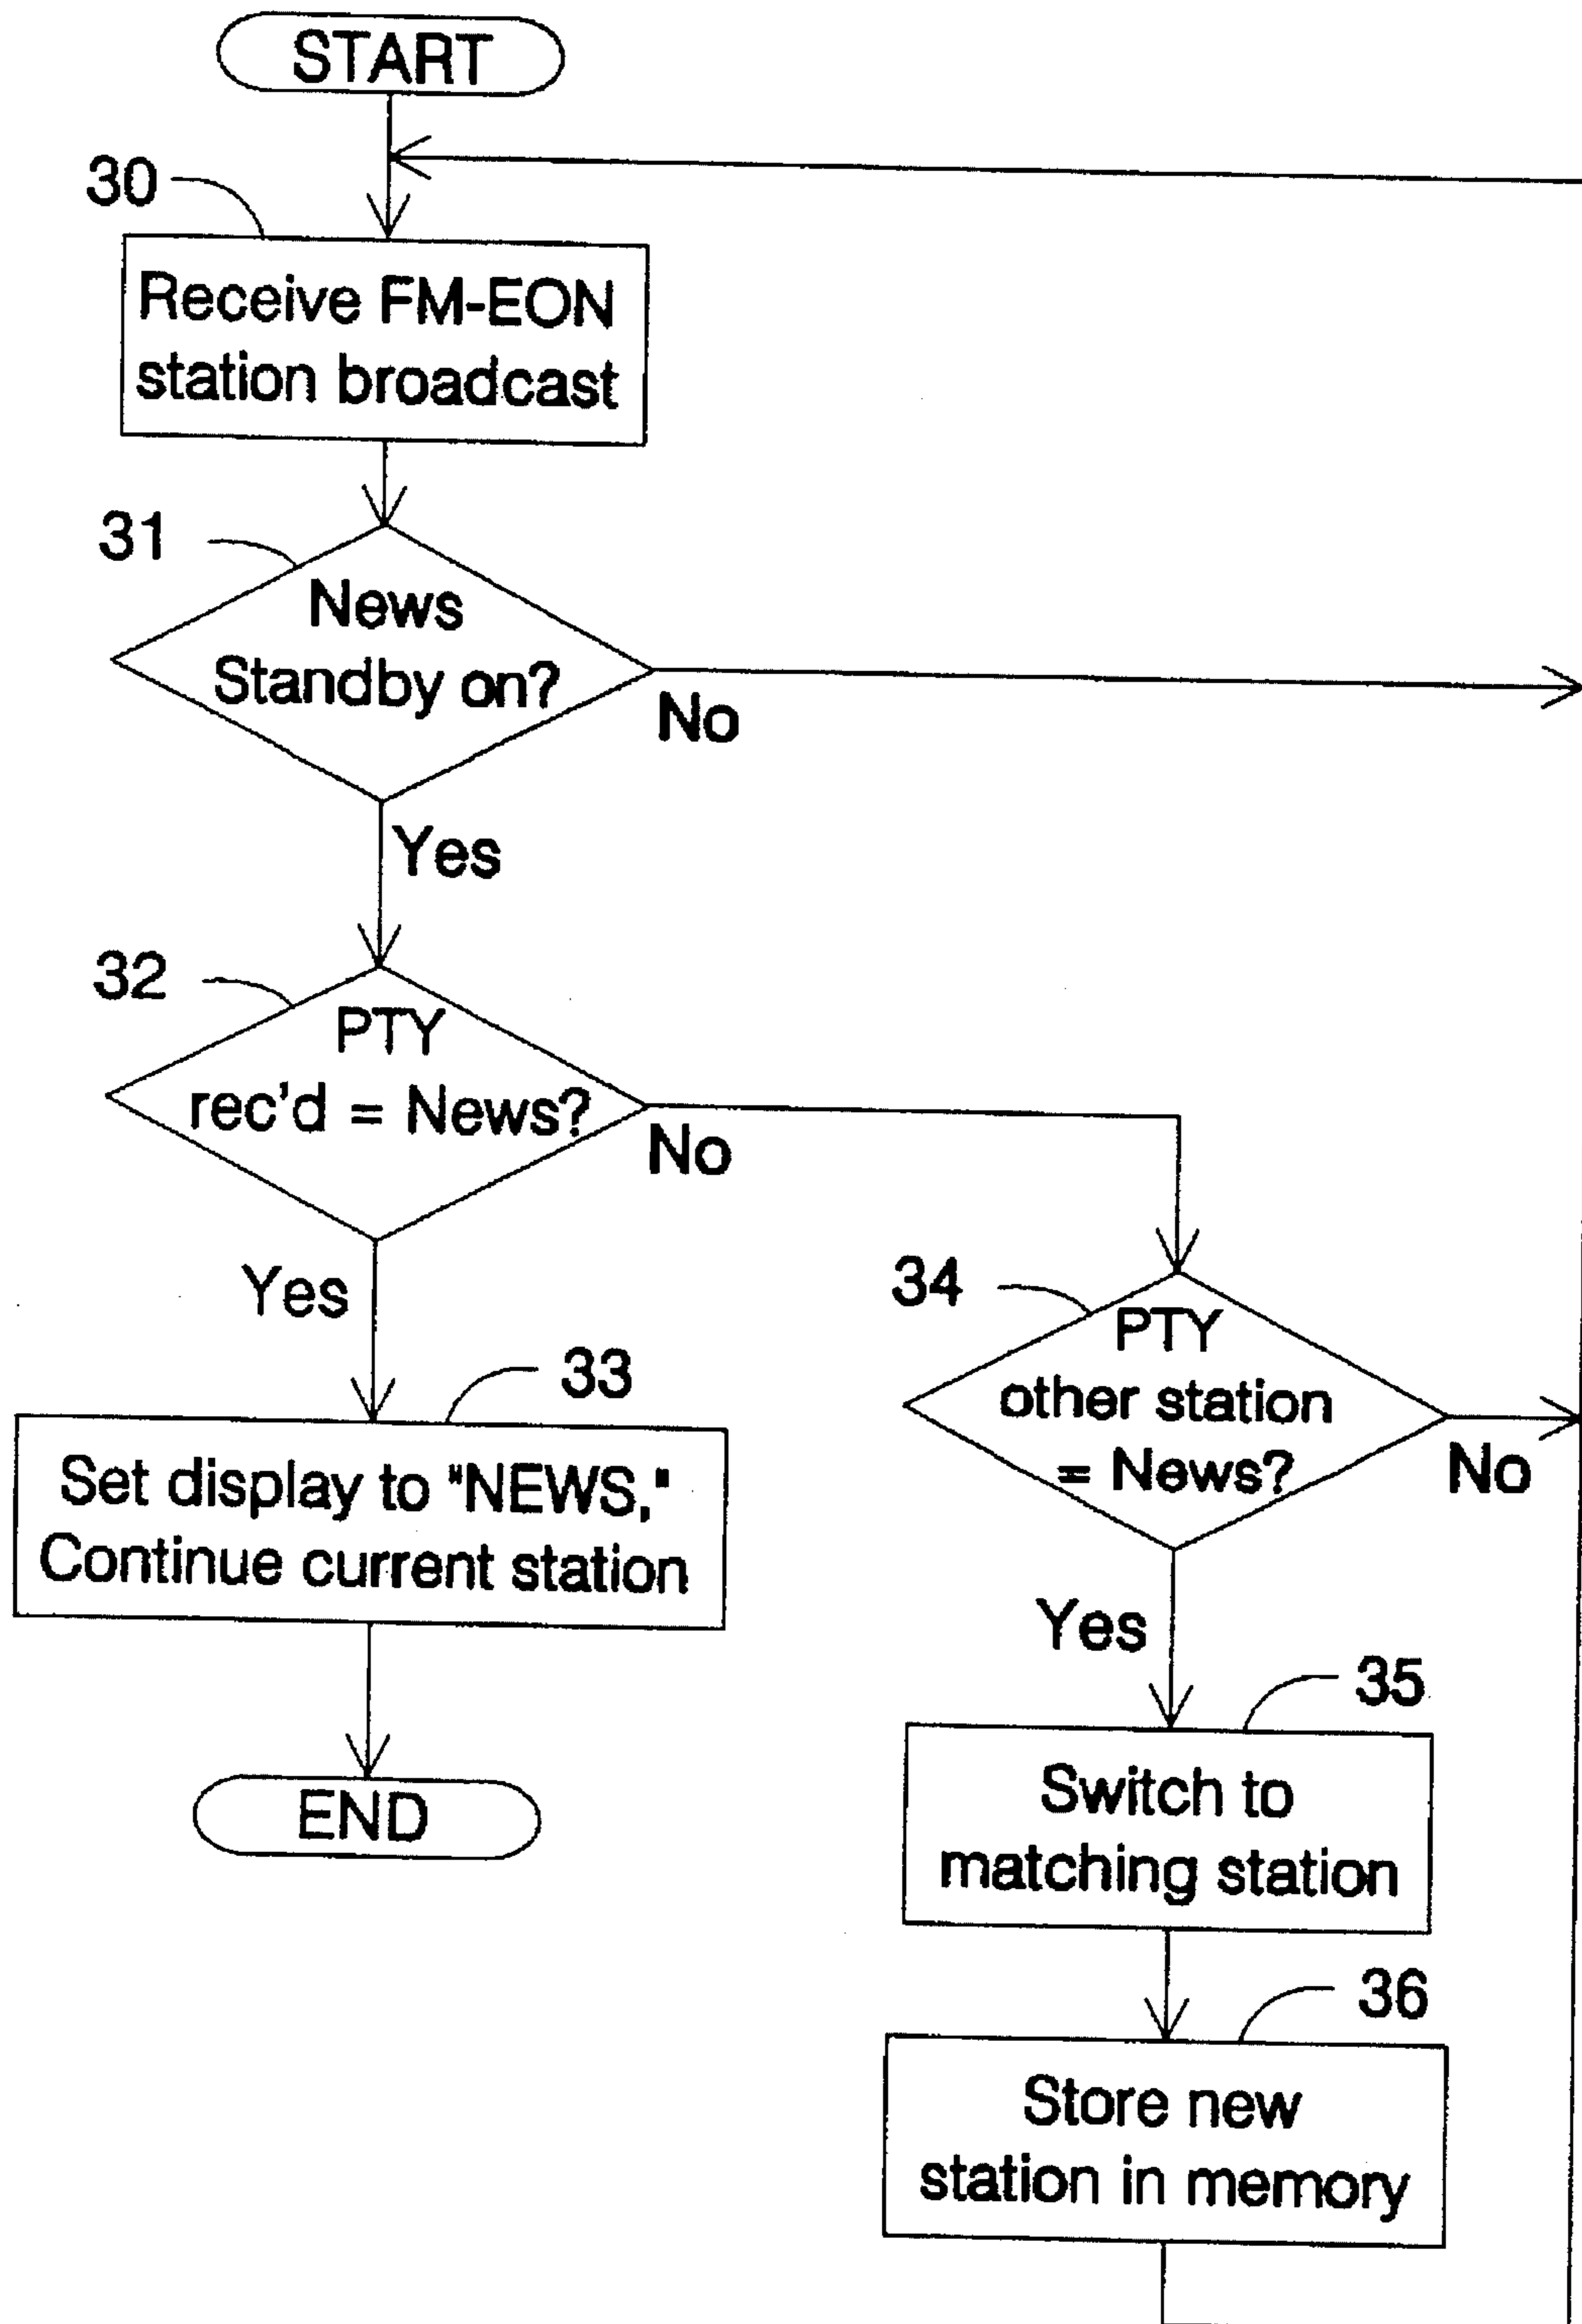 START
30
Receive FM-EON
station broadcast
31
News
Standby on?
No
Yes
32
PTY
rec'd = News?
No
Yes
34
PTY
other station
= News?
No
33
Set display to "NEWS,"
Continue current station
Yes
35
Switch to
matching station
END
36
Store new
station in memory